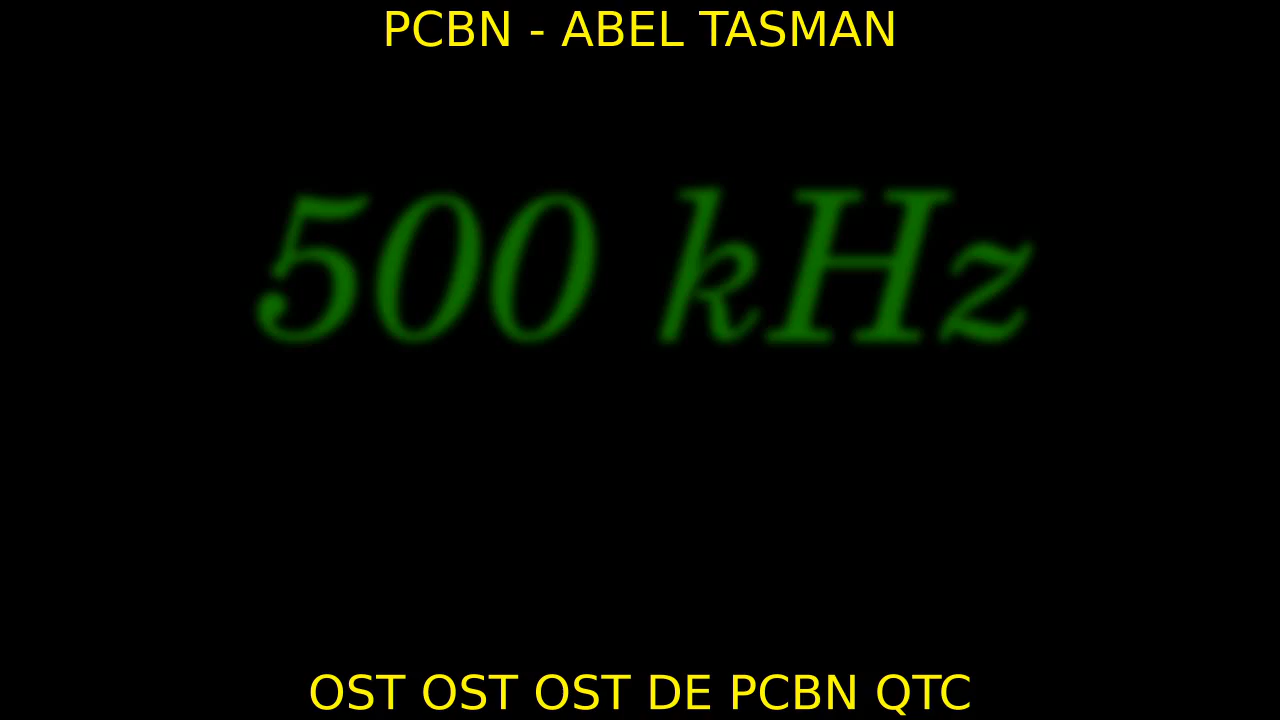 PCBN - ABEL TASMAN
500 kHz
OST OST OST DE PCBN QTC